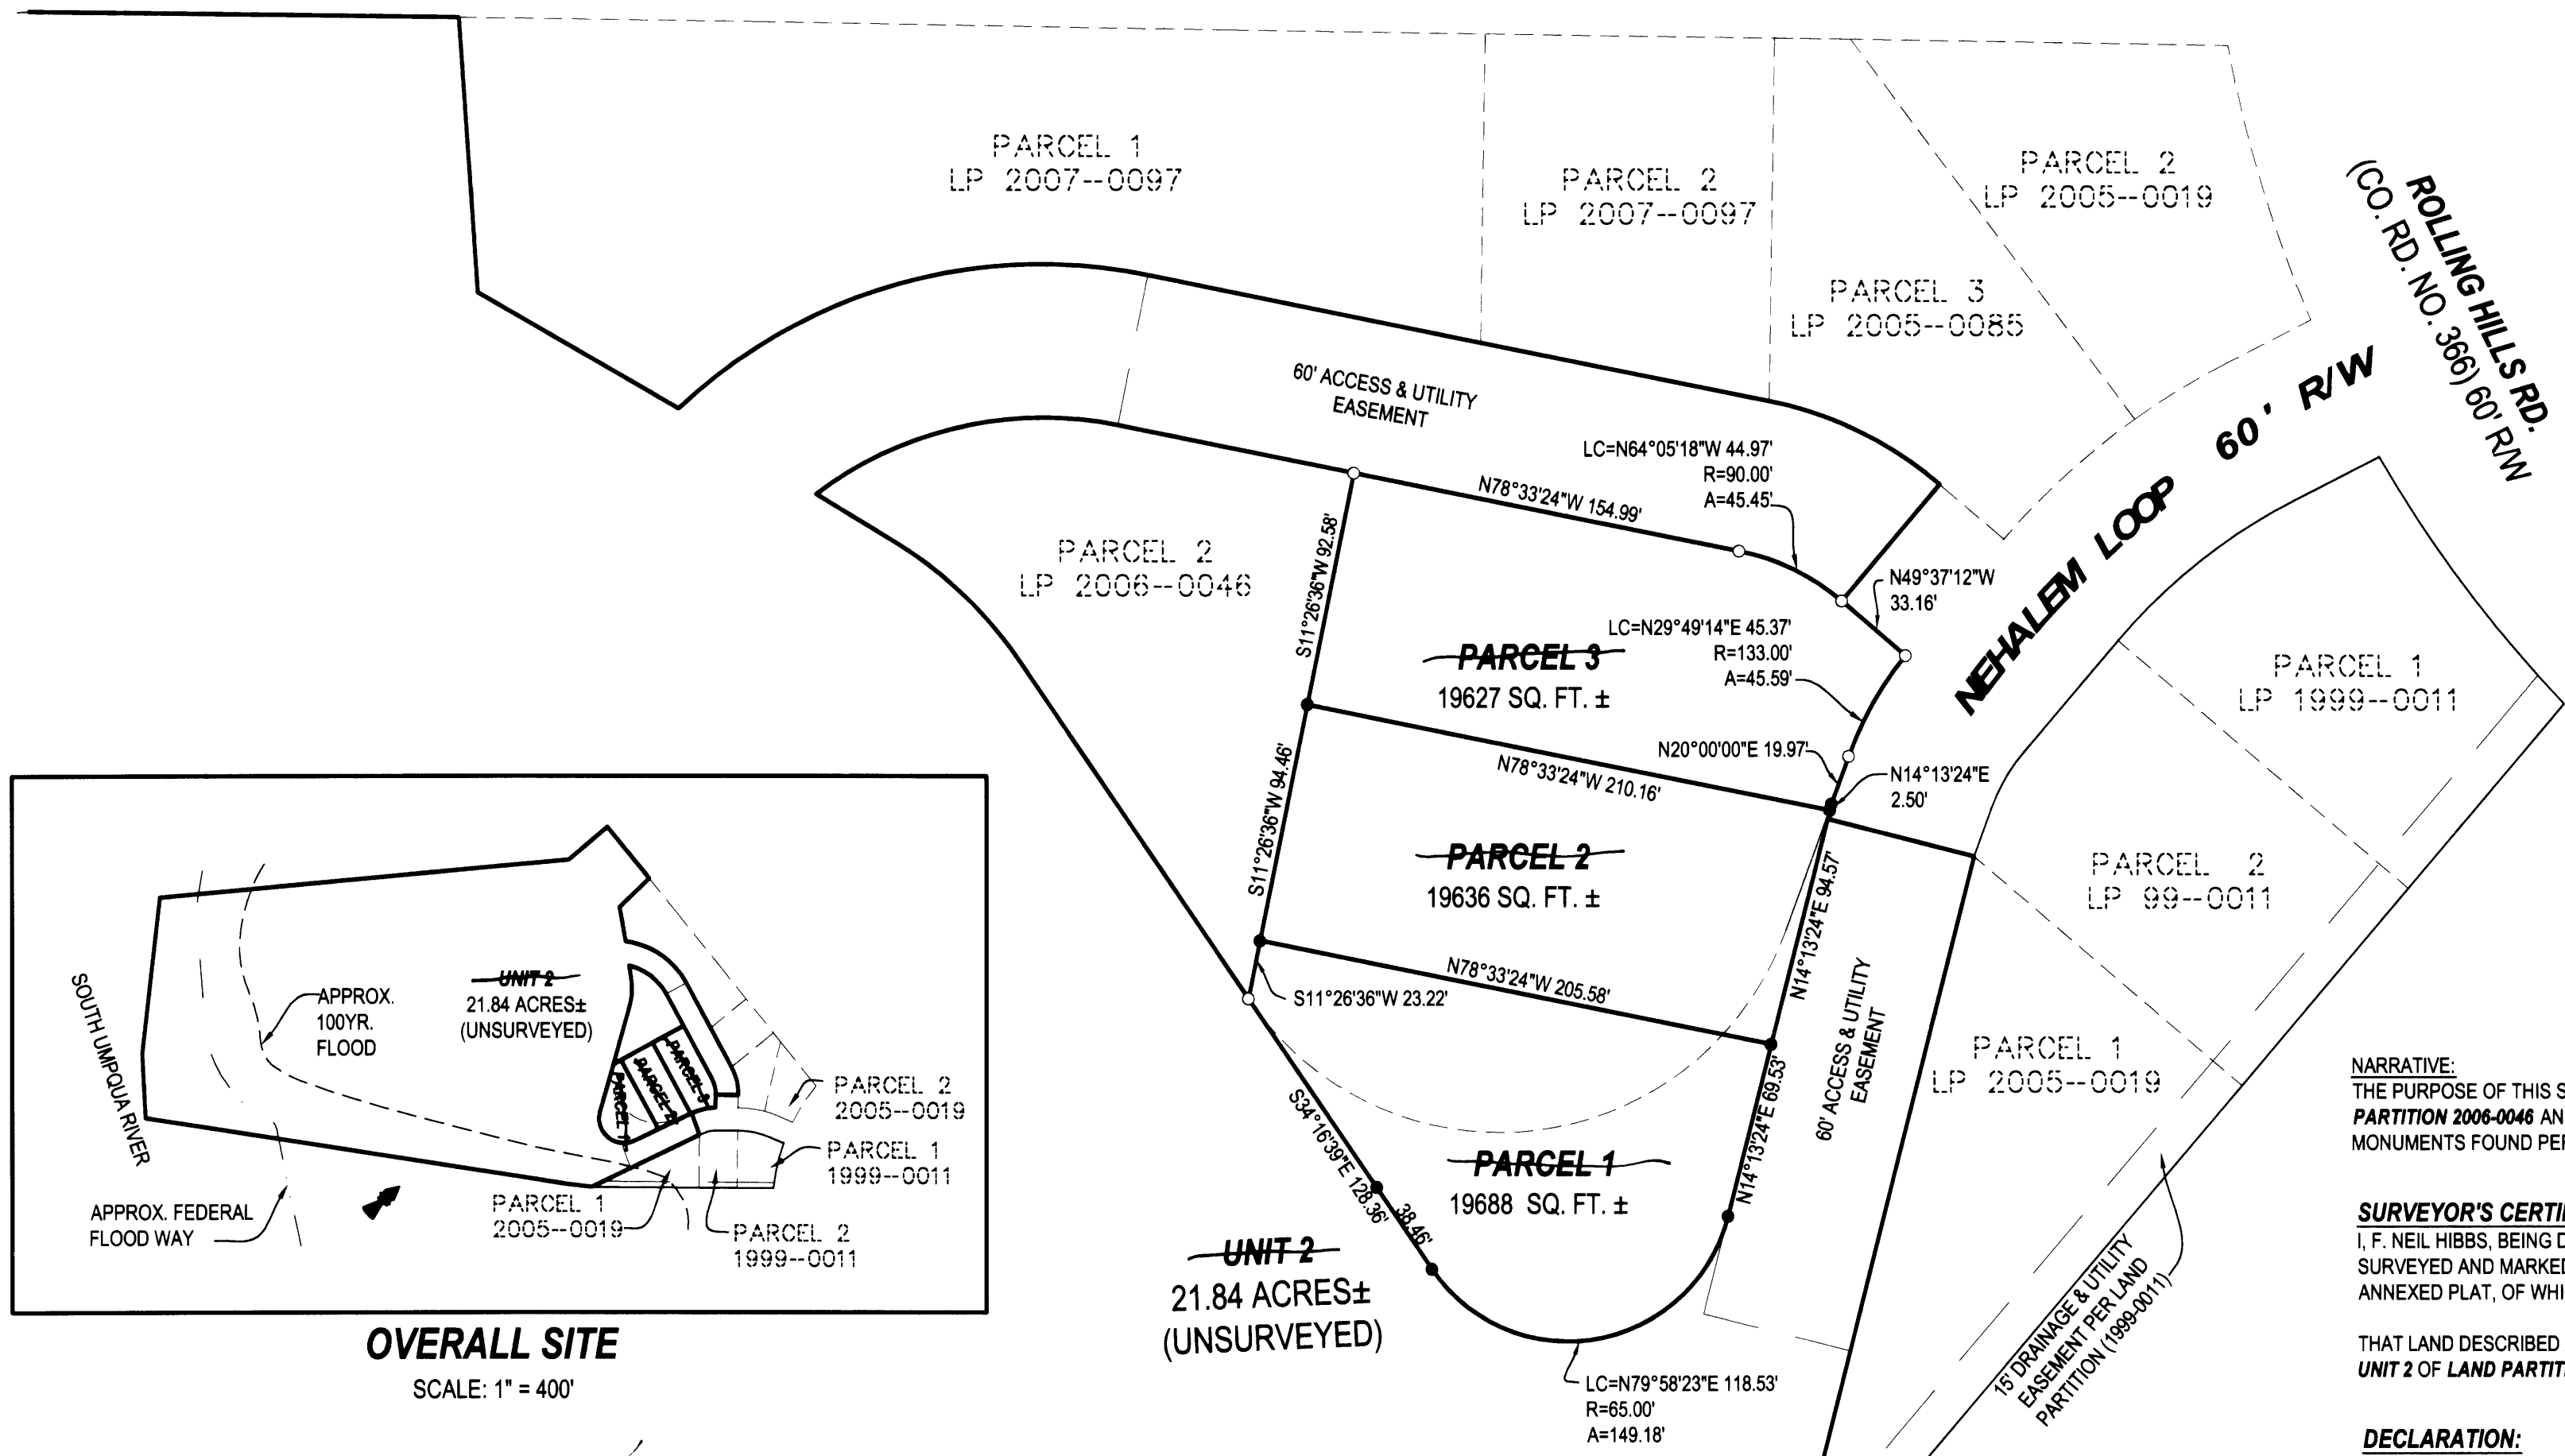 PARCEL 1
LP 2007--0097
PARCEL 2
LP 2007--0097
PARCEL 2
LP 2005--0019
PARCEL 3
LP 2005--0085
ROLLING HILLS RD.
(CO. RD. NO. 366) 60' R/W
NEHALEM LOOP 60' R/W
60' ACCESS & UTILITY
EASEMENT
LC=N64°05'18"W 44.97'
R=90.00'
A=45.45'
N78°33'24"W 154.99'
PARCEL 2
LP 2006--0046
S11°26'36"W 92.58'
N49°37'12"W
33.16'
LC=N29°49'14"E 45.37'
R=133.00'
A=45.59'
PARCEL 3
19627 SQ. FT. ±
N20°00'00"E 19.97'
N14°13'24"E
2.50'
N78°33'24"W 210.16'
S11°26'36"W 94.46'
PARCEL 2
19636 SQ. FT. ±
N14°13'24"E 94.57'
N78°33'24"W 205.58'
S11°26'36"W 23.22'
60' ACCESS & UTILITY
EASEMENT
PARCEL 1
LP 1999--0011
PARCEL 2
LP 99--0011
PARCEL 1
LP 2005--0019
S34°16'39"E 128.36'
38.46'
PARCEL 1
19688 SQ. FT. ±
N14°13'24"E 69.53'
UNIT 2
21.84 ACRES±
(UNSURVEYED)
LC=N79°58'23"E 118.53'
R=65.00'
A=149.18'
15' DRAINAGE & UTILITY
EASEMENT PER LAND
PARTITION (1999-0011)
SOUTH UMPQUA RIVER
APPROX.
100YR.
FLOOD
UNIT 2
21.84 ACRES±
(UNSURVEYED)
PARCEL 3
PARCEL 2
PARCEL 1
PARCEL 2
2005--0019
PARCEL 1
1999--0011
PARCEL 1
2005--0019
PARCEL 2
1999--0011
APPROX. FEDERAL
FLOOD WAY
OVERALL SITE
SCALE: 1" = 400'
NARRATIVE:
THE PURPOSE OF THIS S
PARTITION 2006-0046 AN
MONUMENTS FOUND PER
SURVEYOR'S CERTI
I, F. NEIL HIBBS, BEING D
SURVEYED AND MARKED
ANNEXED PLAT, OF WHI
THAT LAND DESCRIBED
UNIT 2 OF LAND PARTIT
DECLARATION: